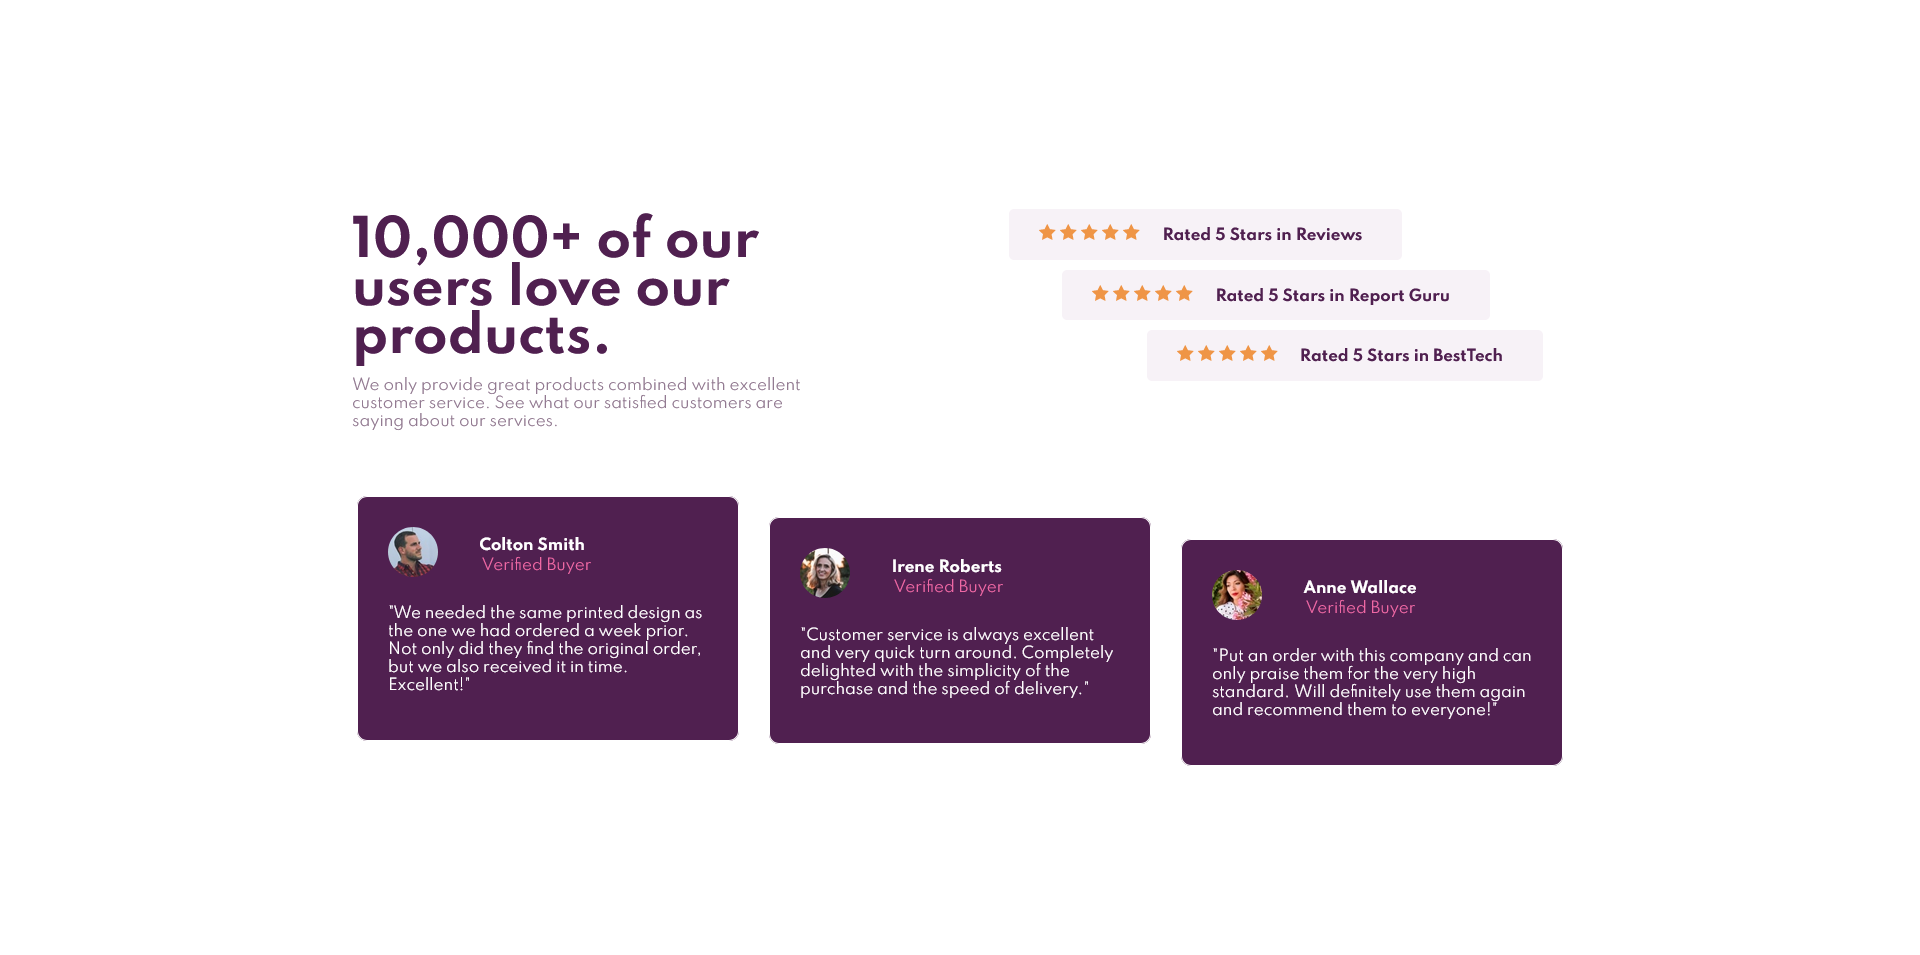 10,000+ of our
users love our
products.
We only provide great products combined with excellent
customer service. See what our satisfied customers are
saying about our services.
Rated 5 Stars in Reviews
Rated 5 Stars in Report Guru
Rated 5 Stars in BestTech
Colton Smith
Verified Buyer
"We needed the same printed design as
the one we had ordered a week prior.
Not only did they find the original order,
but we also received it in time.
Excellent!"
Irene Roberts
Verified Buyer
"Customer service is always excellent
and very quick turn around. Completely
delighted with the simplicity of the
purchase and the speed of delivery."
Anne Wallace
Verified Buyer
"Put an order with this company and can
only praise them for the very high
standard. Will definitely use them again
and recommend them to everyone!"